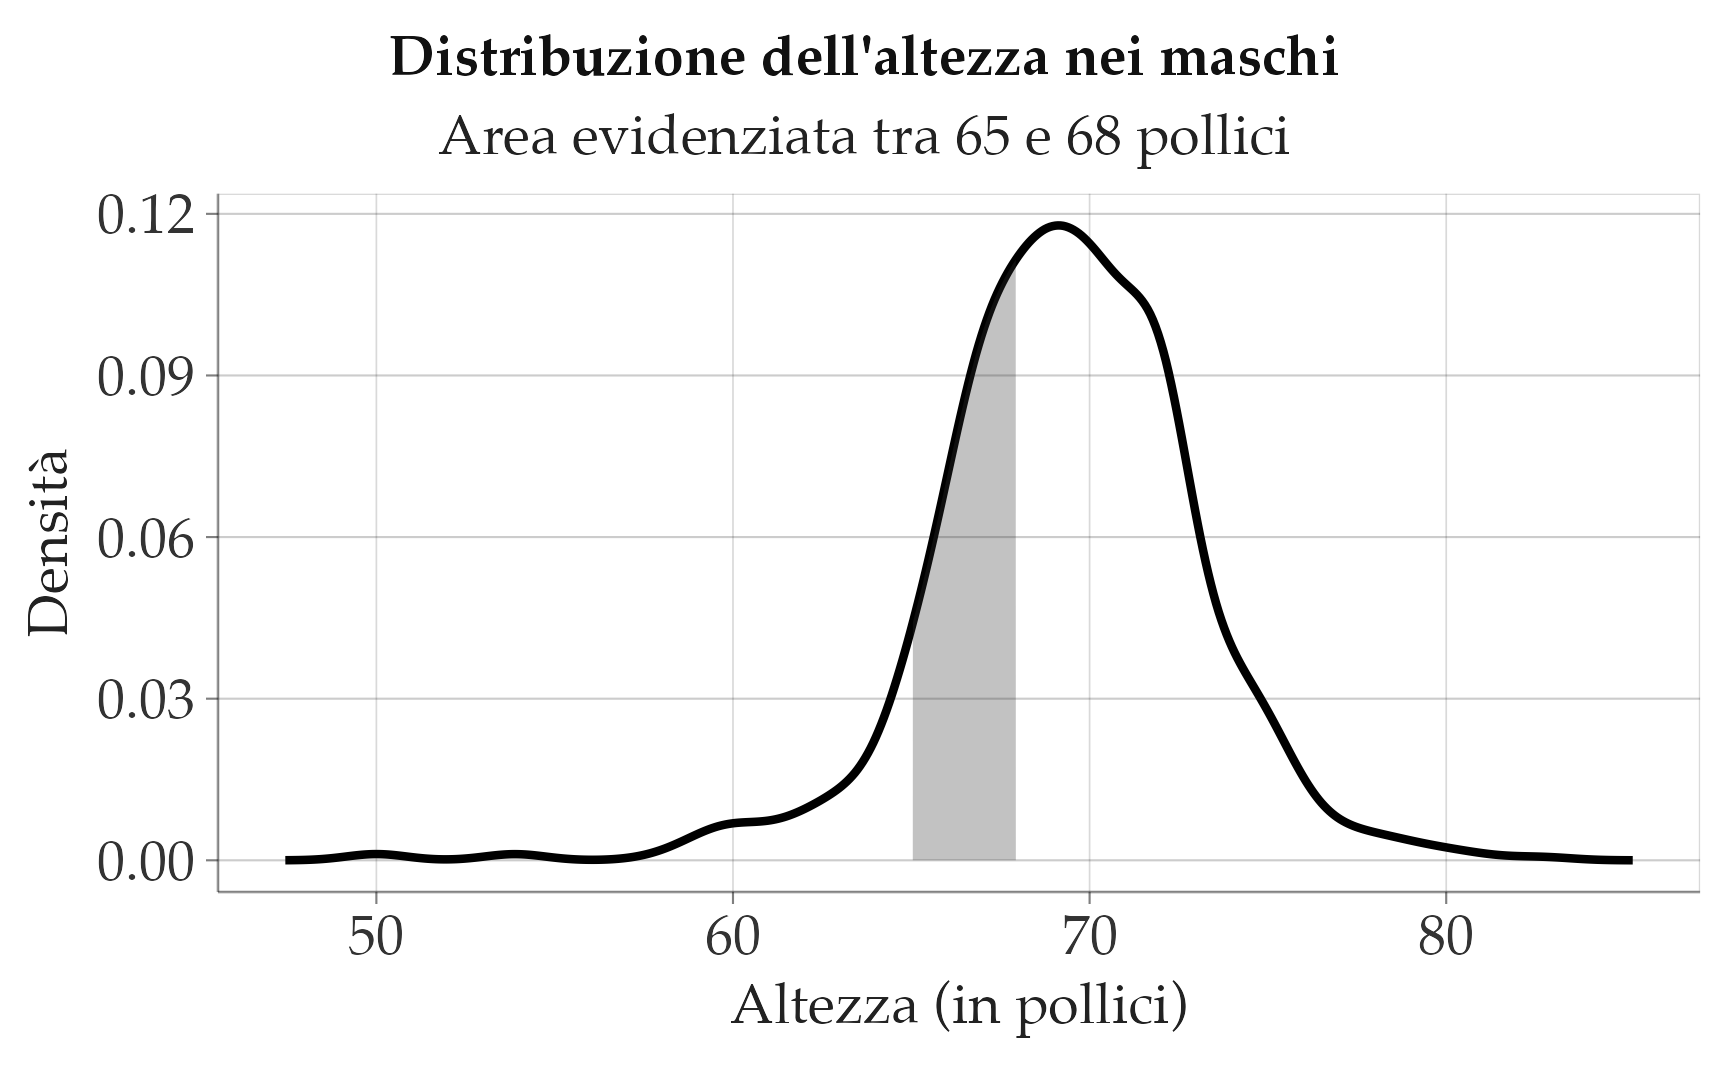 Distribuzione dell'altezza nei maschi
Area evidenziata tra 65 e 68 pollici
0.12
0.09
0.06
0.03
0.00
Densità
50 60 70 80
Altezza (in pollici)